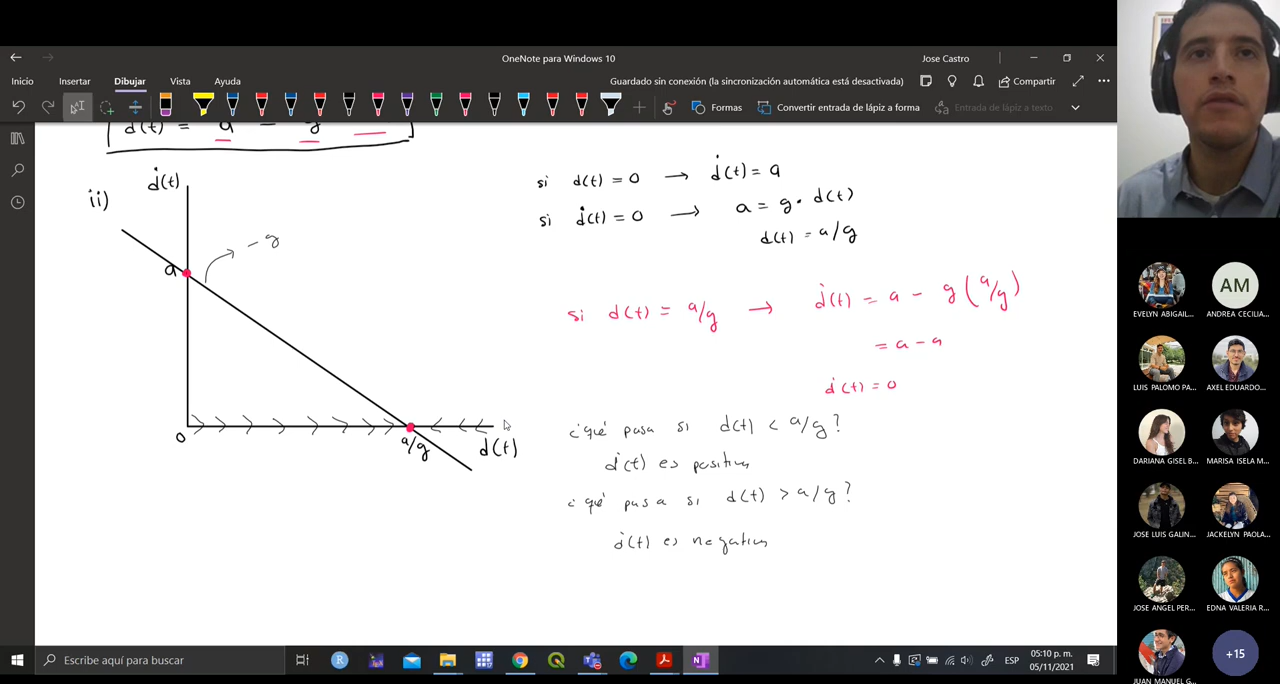 OneNote para Windows 10
Jose Castro
Inicio Insertar Dibujar Vista Ayuda
Guardado sin conexión (la sincronización automática está desactivada)
Compartir
Formas
Convertir entrada de lápiz a forma
Entrada de lápiz a texto
ḋ(t) = a - g
ii)
ḋ(t)
a
- g
0
a/g
d(t)
si d(t) = 0 → ḋ(t) = a
si ḋ(t) = 0 → a = g · d(t)
d(t) = a/g
si d(t) = a/g → ḋ(t) = a - g (a/g)
= a - a
ḋ(t) = 0
¿qué pasa si d(t) < a/g?
ḋ(t) es positivo
¿qué pasa si d(t) > a/g?
ḋ(t) es negativo
EVELYN ABIGAIL...
AM
ANDREA CECILIA...
LUIS PALOMO PA...
AXEL EDUARDO...
DARIANA GISEL B...
MARISA ISELA M...
JOSE LUIS GALIN...
JACKELYN PAOLA...
JOSE ANGEL PER...
EDNA VALERIA R...
JUAN MANUEL G...
+15
Escribe aquí para buscar
ESP
05:10 p. m.
05/11/2021